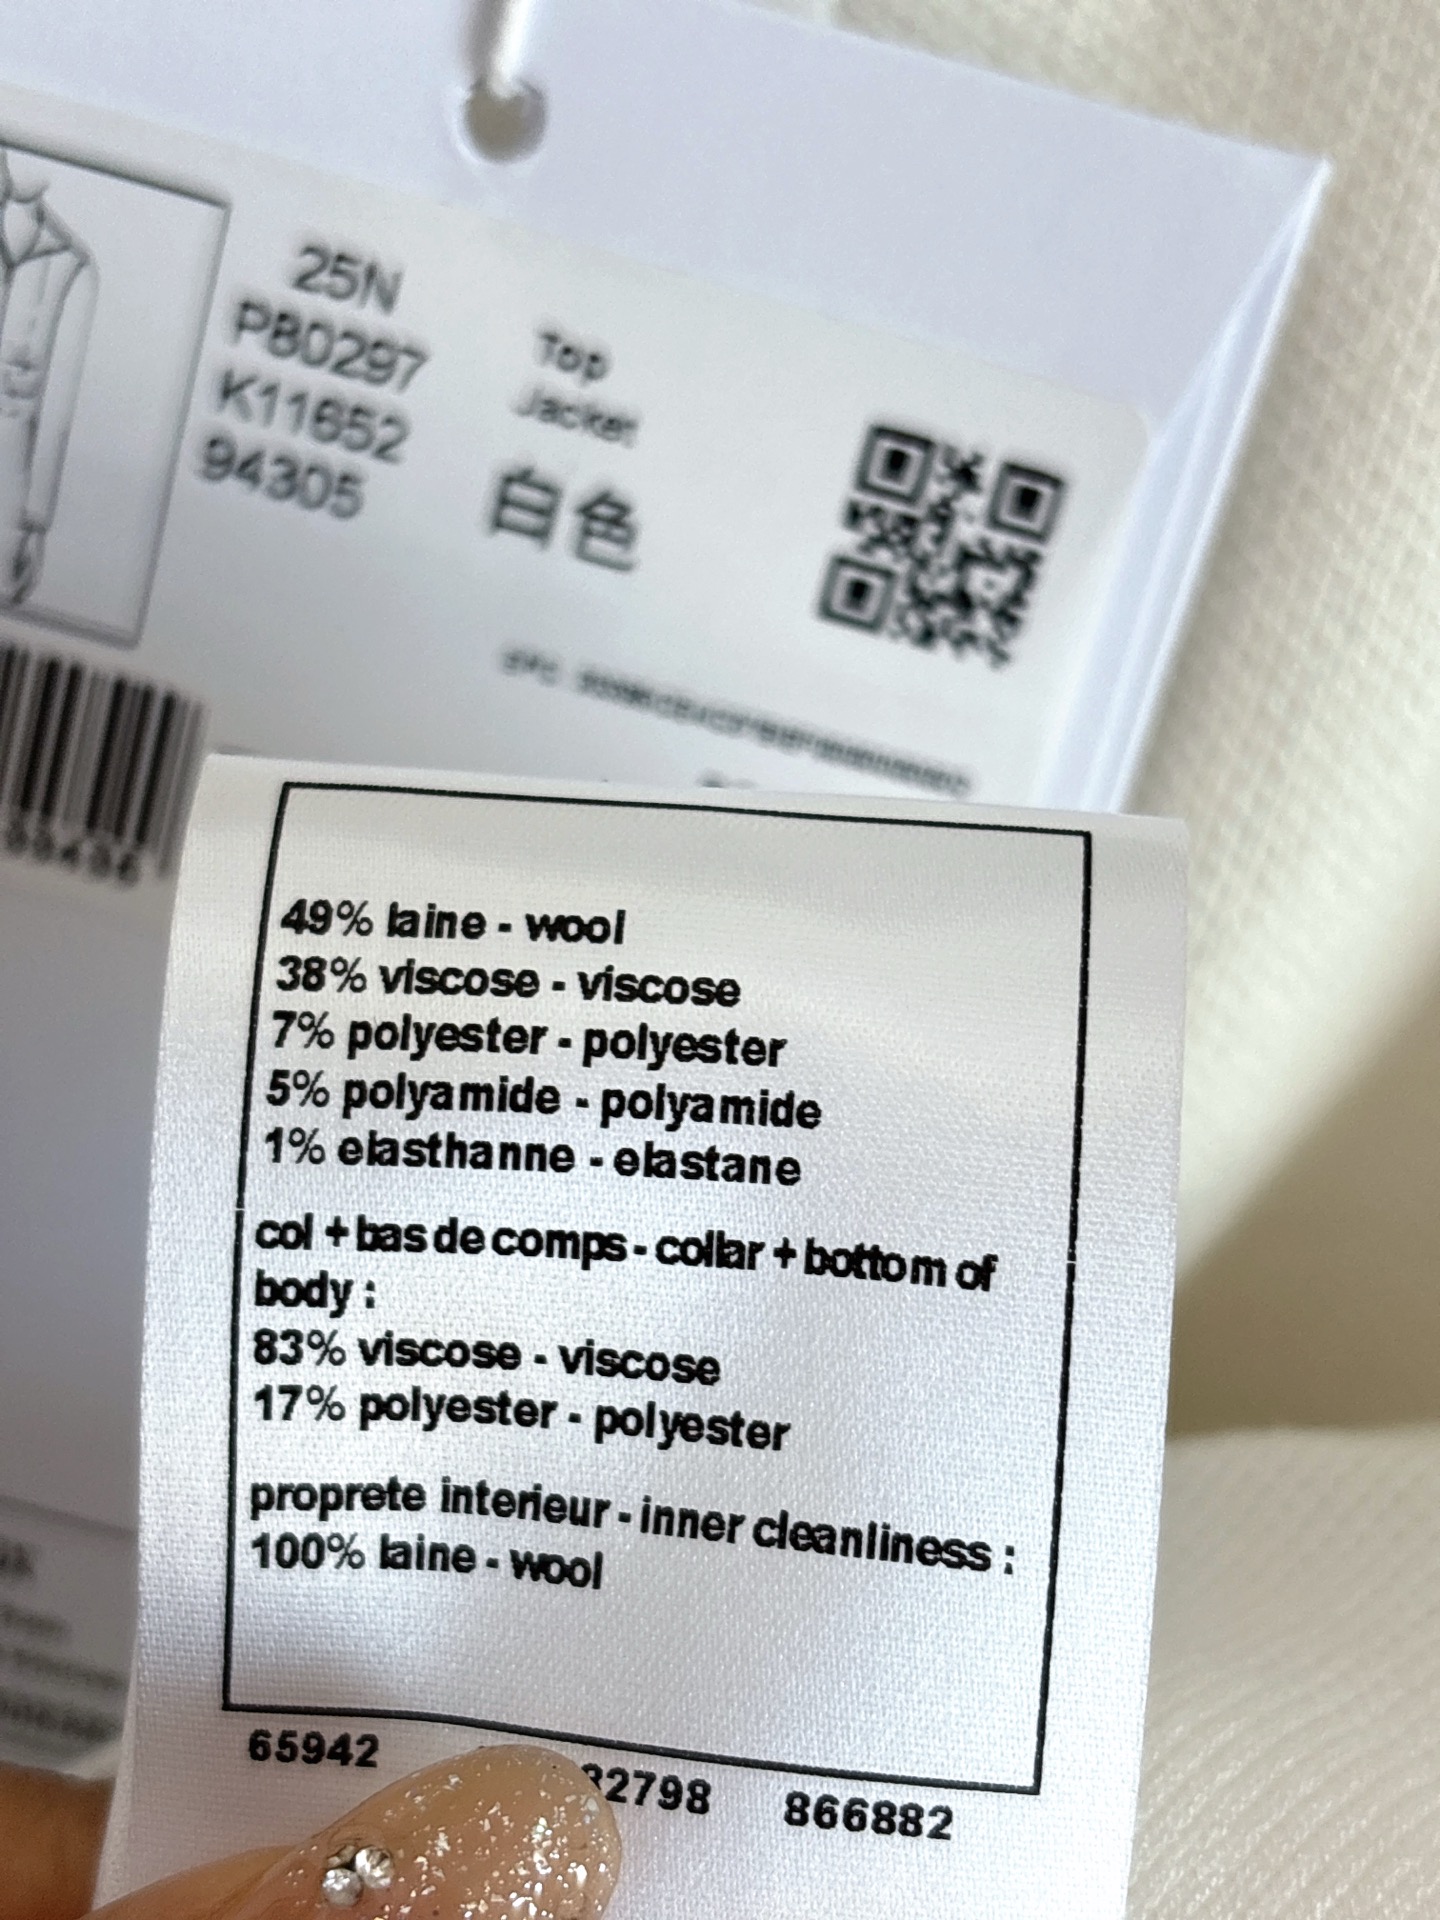 25N
P80297
K11652
94305
Top
Jacket
白色
EPC
49% laine - wool
38% viscose - viscose
7% polyester - polyester
5% polyamide - polyamide
1% elasthanne - elastane
col + bas de comps - collar + bottom of
body :
83% viscose - viscose
17% polyester - polyester
proprete interieur - inner cleanliness :
100% laine - wool
65942 32798 866882